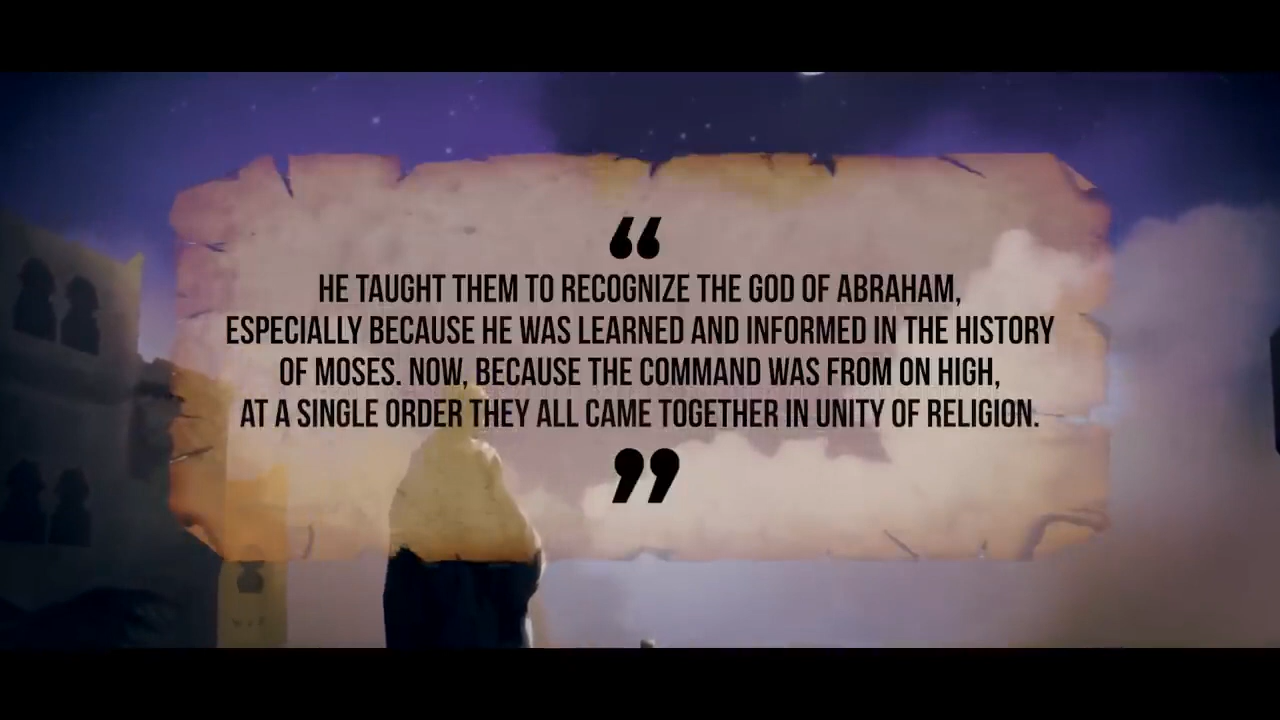 “
HE TAUGHT THEM TO RECOGNIZE THE GOD OF ABRAHAM,
ESPECIALLY BECAUSE HE WAS LEARNED AND INFORMED IN THE HISTORY
OF MOSES. NOW, BECAUSE THE COMMAND WAS FROM ON HIGH,
AT A SINGLE ORDER THEY ALL CAME TOGETHER IN UNITY OF RELIGION.
”